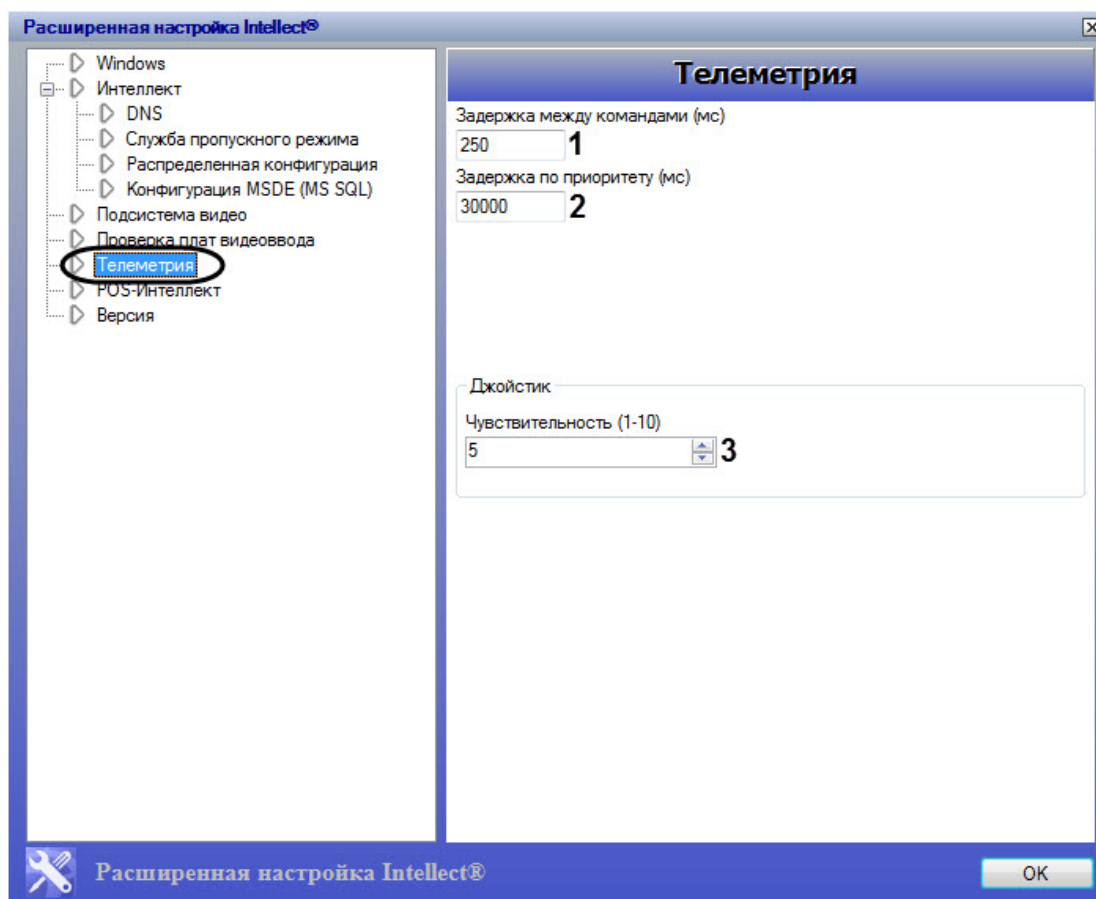 Расширенная настройка Intellect®
Windows
Интеллект
DNS
Служба пропускного режима
Распределенная конфигурация
Конфигурация MSDE (MS SQL)
Подсистема видео
Проверка плат видеоввода
Телеметрия
POS-Интеллект
Версия
Телеметрия
Задержка между командами (мс)
250 1
Задержка по приоритету (мс)
30000 2
Джойстик
Чувствительность (1-10)
5 3
Расширенная настройка Intellect®
OK